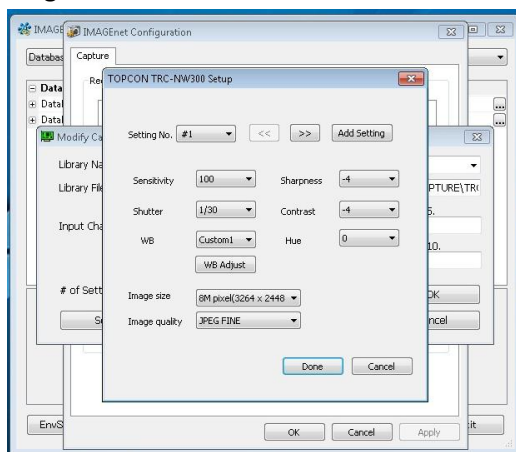 IMAGE
IMAGEnet Configuration
Databas
Capture
Re
TOPCON TRC-NW300 Setup
Data
Datal
Datal
...
...
Setting No. #1 << >> Add Setting
Modify Ca
Library Na
Library File
PTURE\TR
Sensitivity 100 Sharpness -4
Shutter 1/30 Contrast -4
Input Cha
WB Custom1 Hue 0
10.
WB Adjust
# of Sett
Image size 8M pixel(3264 x 2448
OK
Image quality JPEG FINE
ncel
Done Cancel
EnvS
OK Cancel Apply
it